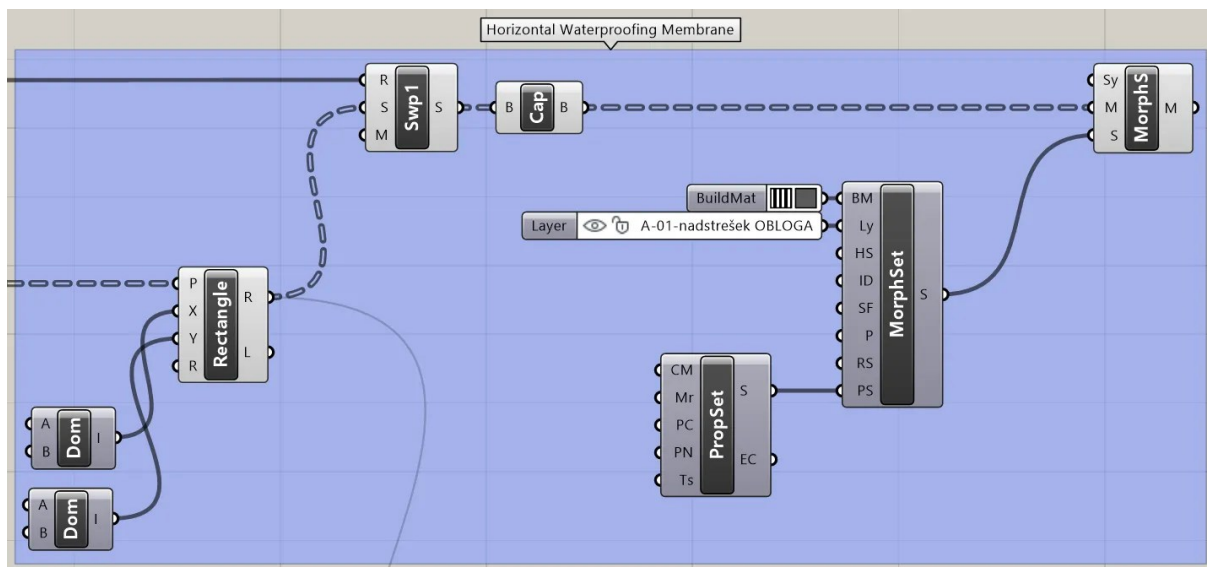 Horizontal Waterproofing Membrane
R
S
M
Swp1
S
B
Cap
B
Sy
M
S
MorphS
M
BuildMat
Layer
A-01-nadstrešek OBLOGA
BM
Ly
HS
ID
SF
P
RS
PS
MorphSet
S
P
X
Y
R
Rectangle
R
L
CM
Mr
PC
PN
Ts
PropSet
S
EC
A
B
Dom
I
A
B
Dom
I